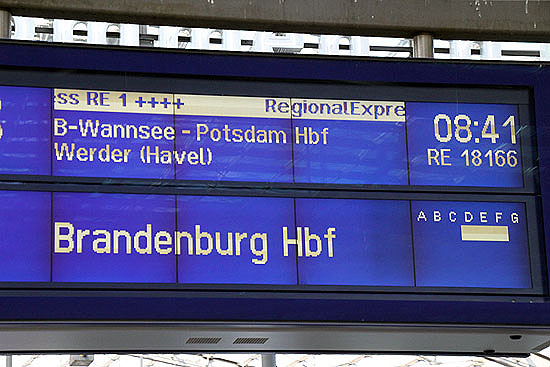 ss RE 1 ++++ RegionalExpre
B-Wannsee - Potsdam Hbf
Werder (Havel)
08:41
RE 18166
Brandenburg Hbf
A B C D E F G